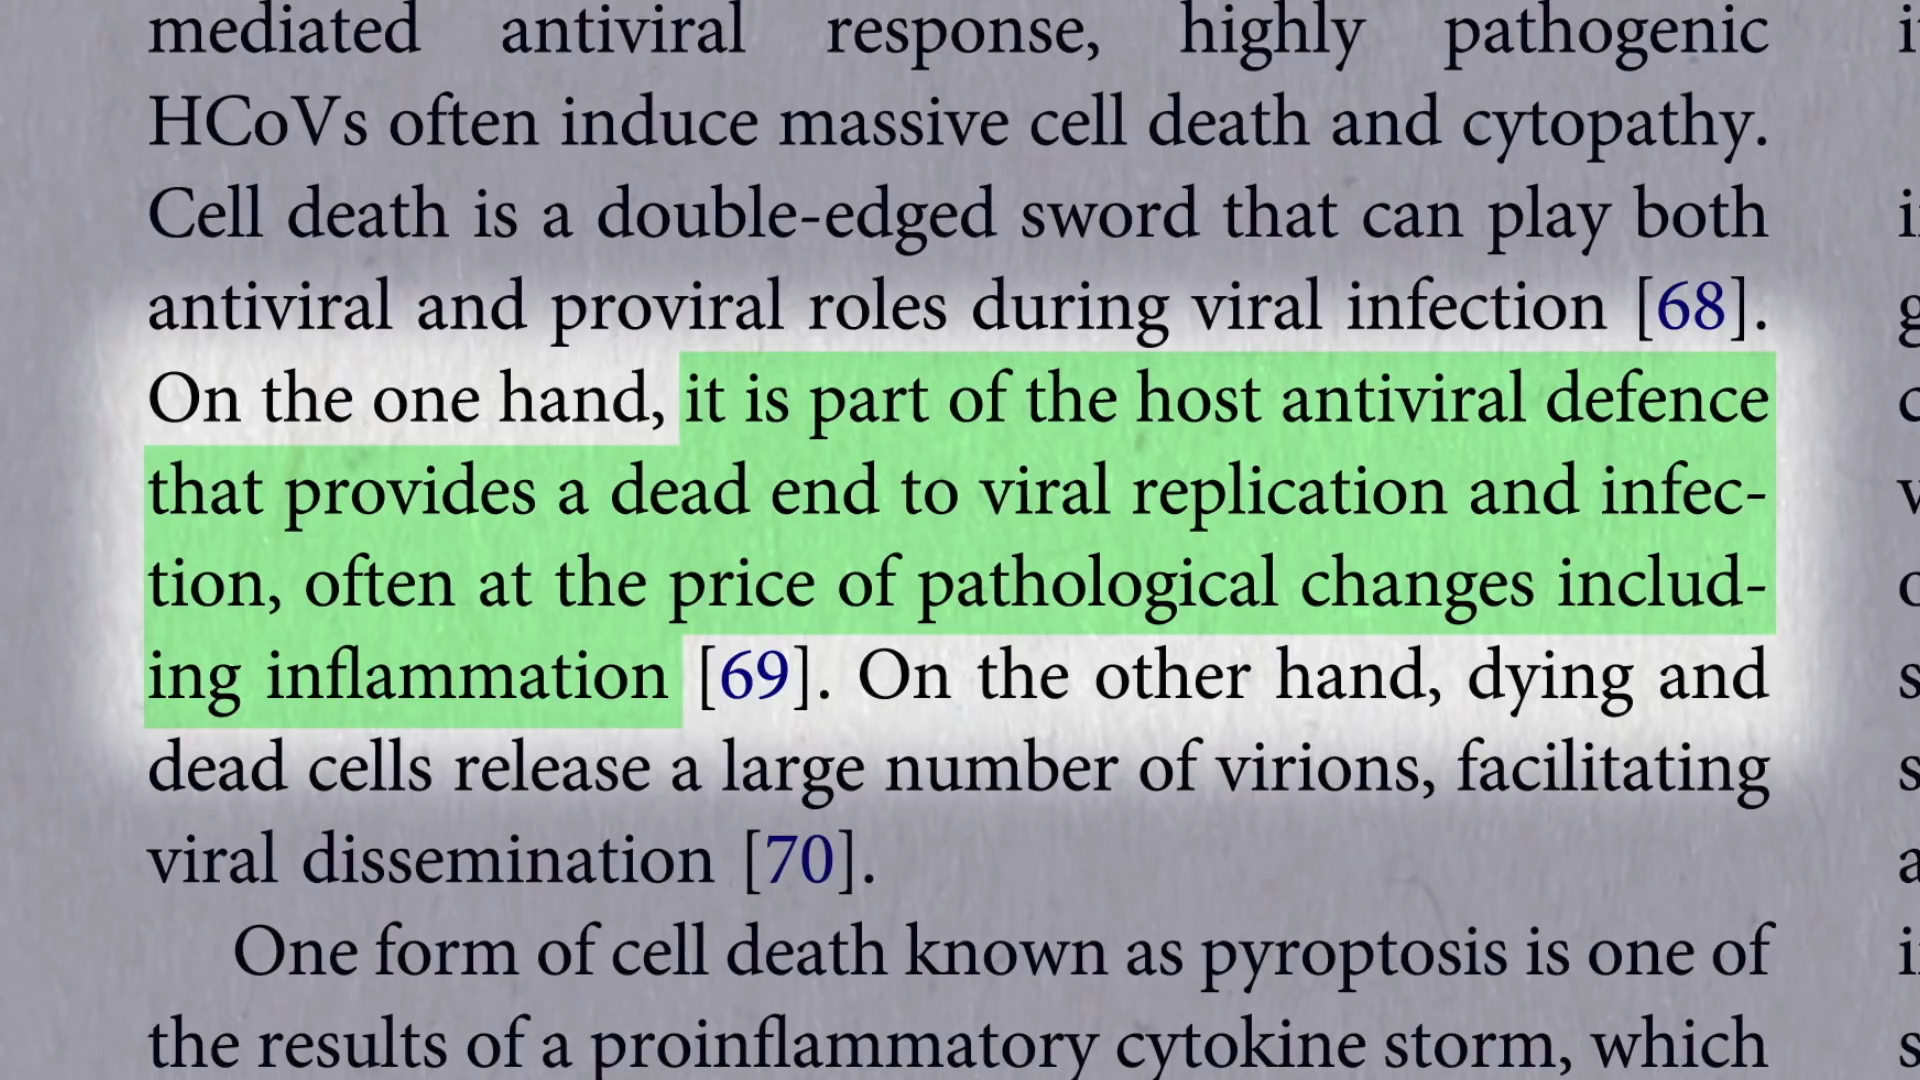 mediated antiviral response, highly pathogenic
HCoVs often induce massive cell death and cytopathy.
Cell death is a double-edged sword that can play both
antiviral and proviral roles during viral infection [68].
On the one hand, it is part of the host antiviral defence
that provides a dead end to viral replication and infec-
tion, often at the price of pathological changes includ-
ing inflammation [69]. On the other hand, dying and
dead cells release a large number of virions, facilitating
viral dissemination [70].
One form of cell death known as pyroptosis is one of
the results of a proinflammatory cytokine storm, which